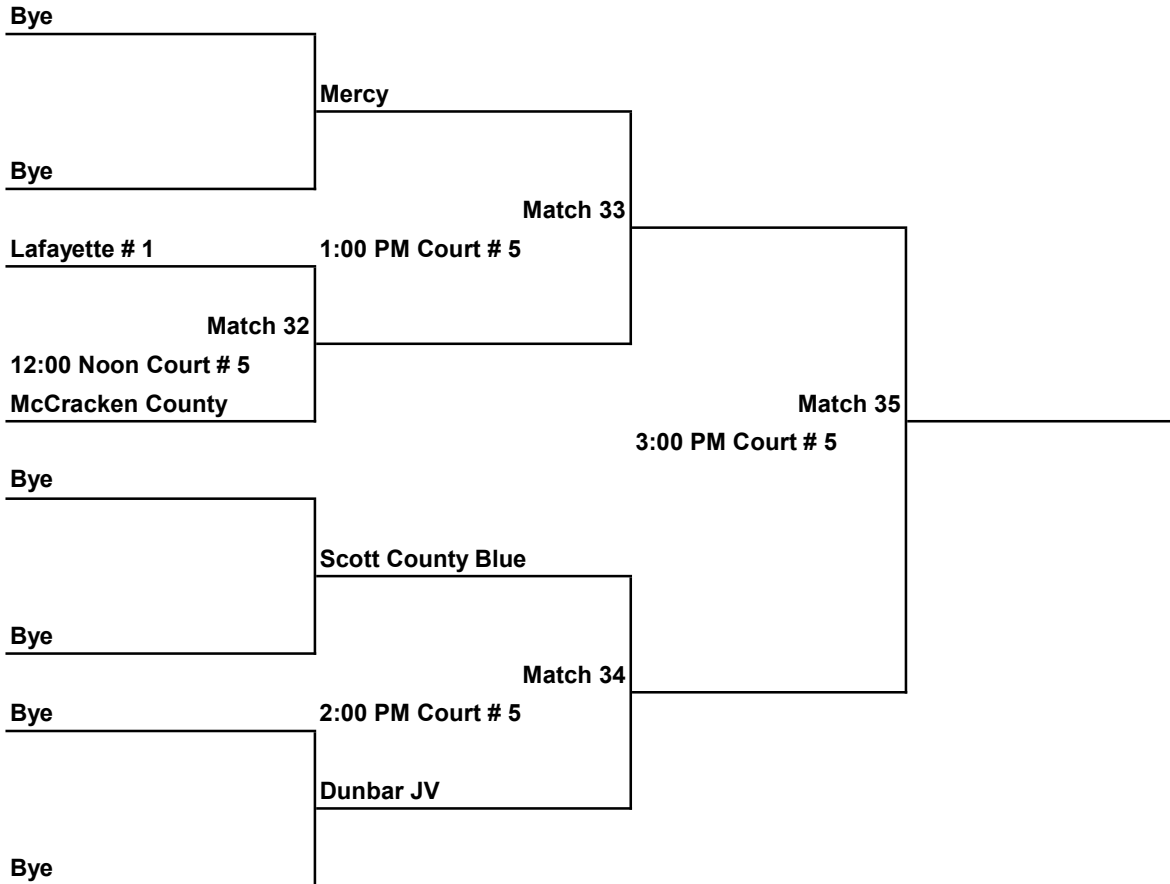 Bye
Mercy
Bye
Match 33
Lafayette # 1
1:00 PM Court # 5
Match 32
12:00 Noon Court # 5
McCracken County
Match 35
3:00 PM Court # 5
Bye
Scott County Blue
Bye
Match 34
Bye
2:00 PM Court # 5
Dunbar JV
Bye